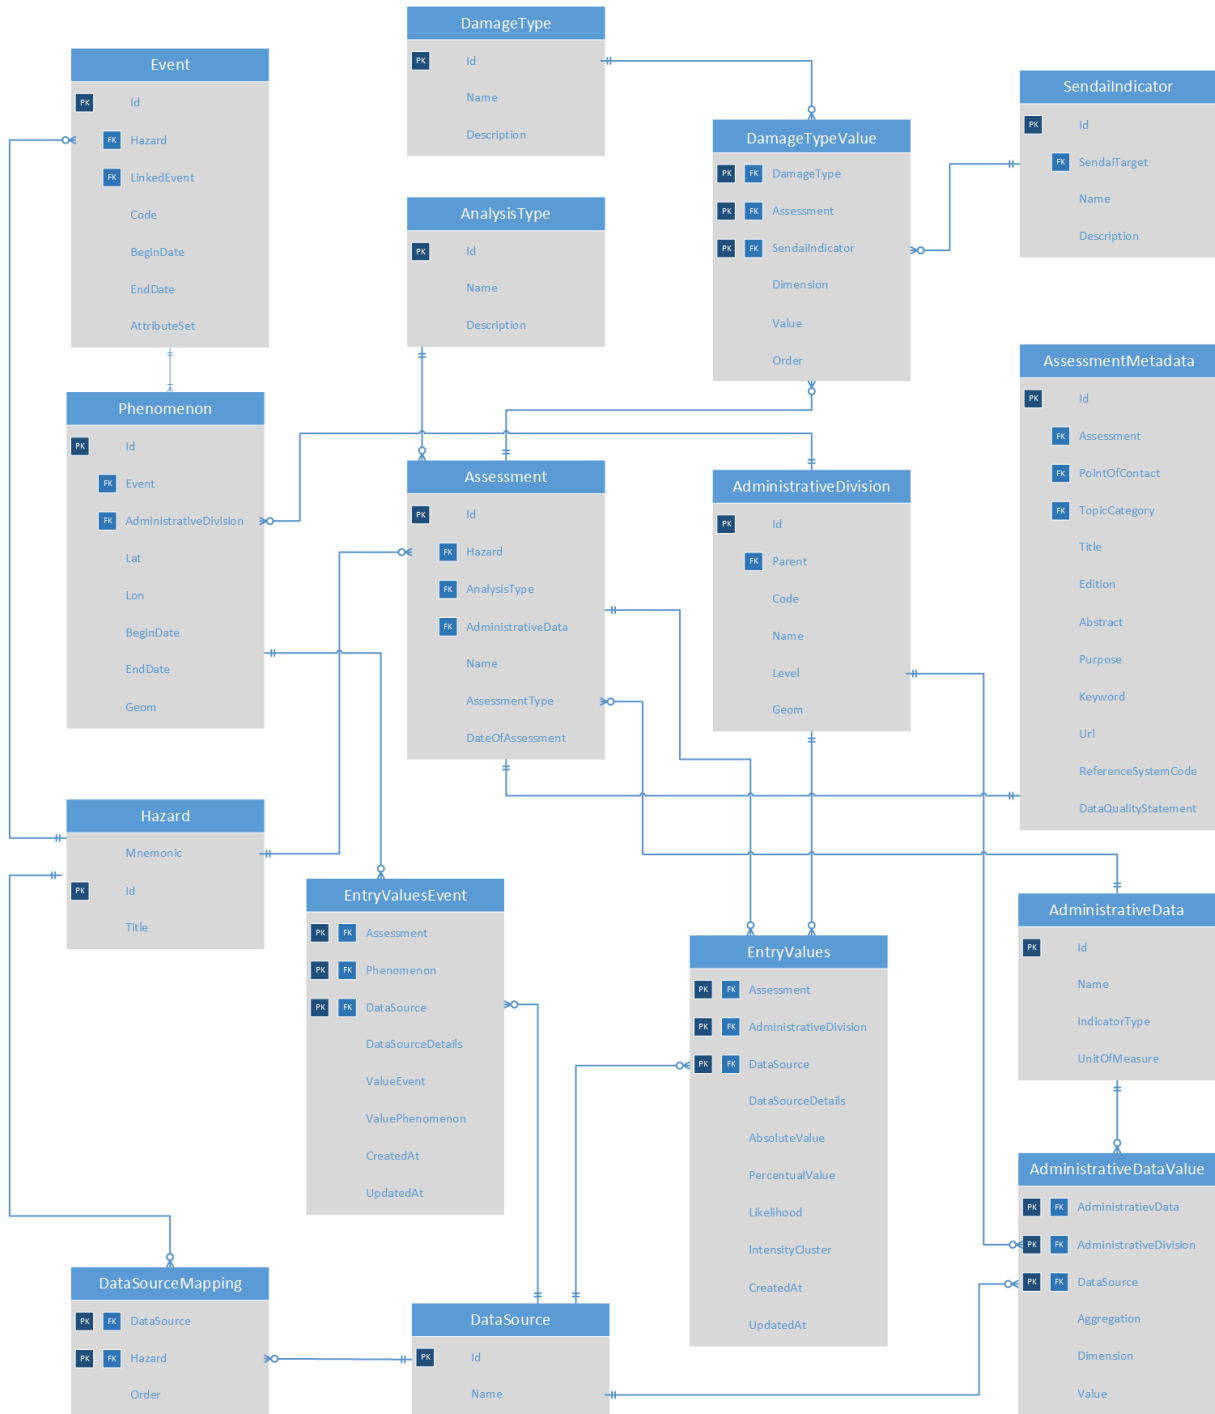 DamageType
PK Id
Name
Description
Event
PK Id
FK Hazard
FK LinkedEvent
Code
BeginDate
EndDate
AttributeSet
SendaiIndicator
PK Id
FK SendaiTarget
Name
Description
DamageTypeValue
PK FK DamageType
PK FK Assessment
PK FK SendaiIndicator
Dimension
Value
Order
AnalysisType
PK Id
Name
Description
AssessmentMetadata
PK Id
FK Assessment
FK PointOfContact
FK TopicCategory
Title
Edition
Abstract
Purpose
Keyword
Url
ReferenceSystemCode
DataQualityStatement
Phenomenon
PK Id
FK Event
FK AdministrativeDivision
Lat
Lon
BeginDate
EndDate
Geom
Assessment
PK Id
FK Hazard
FK AnalysisType
FK AdministrativeData
Name
AssessmentType
DateOfAssessment
AdministrativeDivision
PK Id
FK Parent
Code
Name
Level
Geom
Hazard
Mnemonic
PK Id
Title
EntryValuesEvent
PK FK Assessment
PK FK Phenomenon
PK FK DataSource
DataSourceDetails
ValueEvent
ValuePhenomenon
CreatedAt
UpdatedAt
EntryValues
PK FK Assessment
PK FK AdministrativeDivision
PK FK DataSource
DataSourceDetails
AbsoluteValue
PercentualValue
Likelihood
IntensityCluster
CreatedAt
UpdatedAt
AdministrativeData
PK Id
Name
IndicatorType
UnitOfMeasure
AdministrativeDataValue
PK FK AdministratievData
PK FK AdministrativeDivision
PK FK DataSource
Aggregation
Dimension
Value
DataSourceMapping
PK FK DataSource
PK FK Hazard
Order
DataSource
PK Id
Name